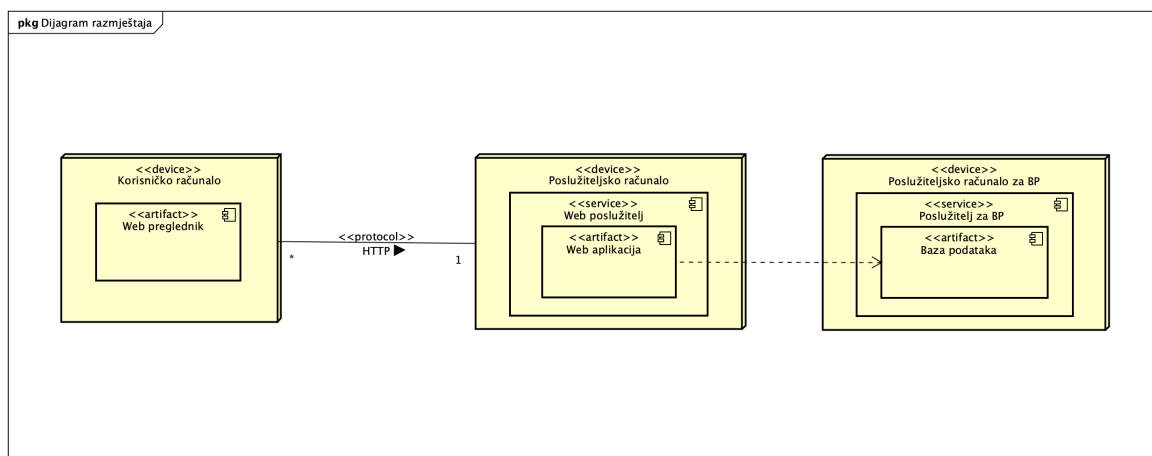 pkg Dijagram razmještaja
<<device>>
Korisničko računalo
<<artifact>>
Web preglednik
<<protocol>>
HTTP
*
1
<<device>>
Poslužiteljsko računalo
<<service>>
Web poslužitelj
<<artifact>>
Web aplikacija
<<device>>
Poslužiteljsko računalo za BP
<<service>>
Poslužitelj za BP
<<artifact>>
Baza podataka